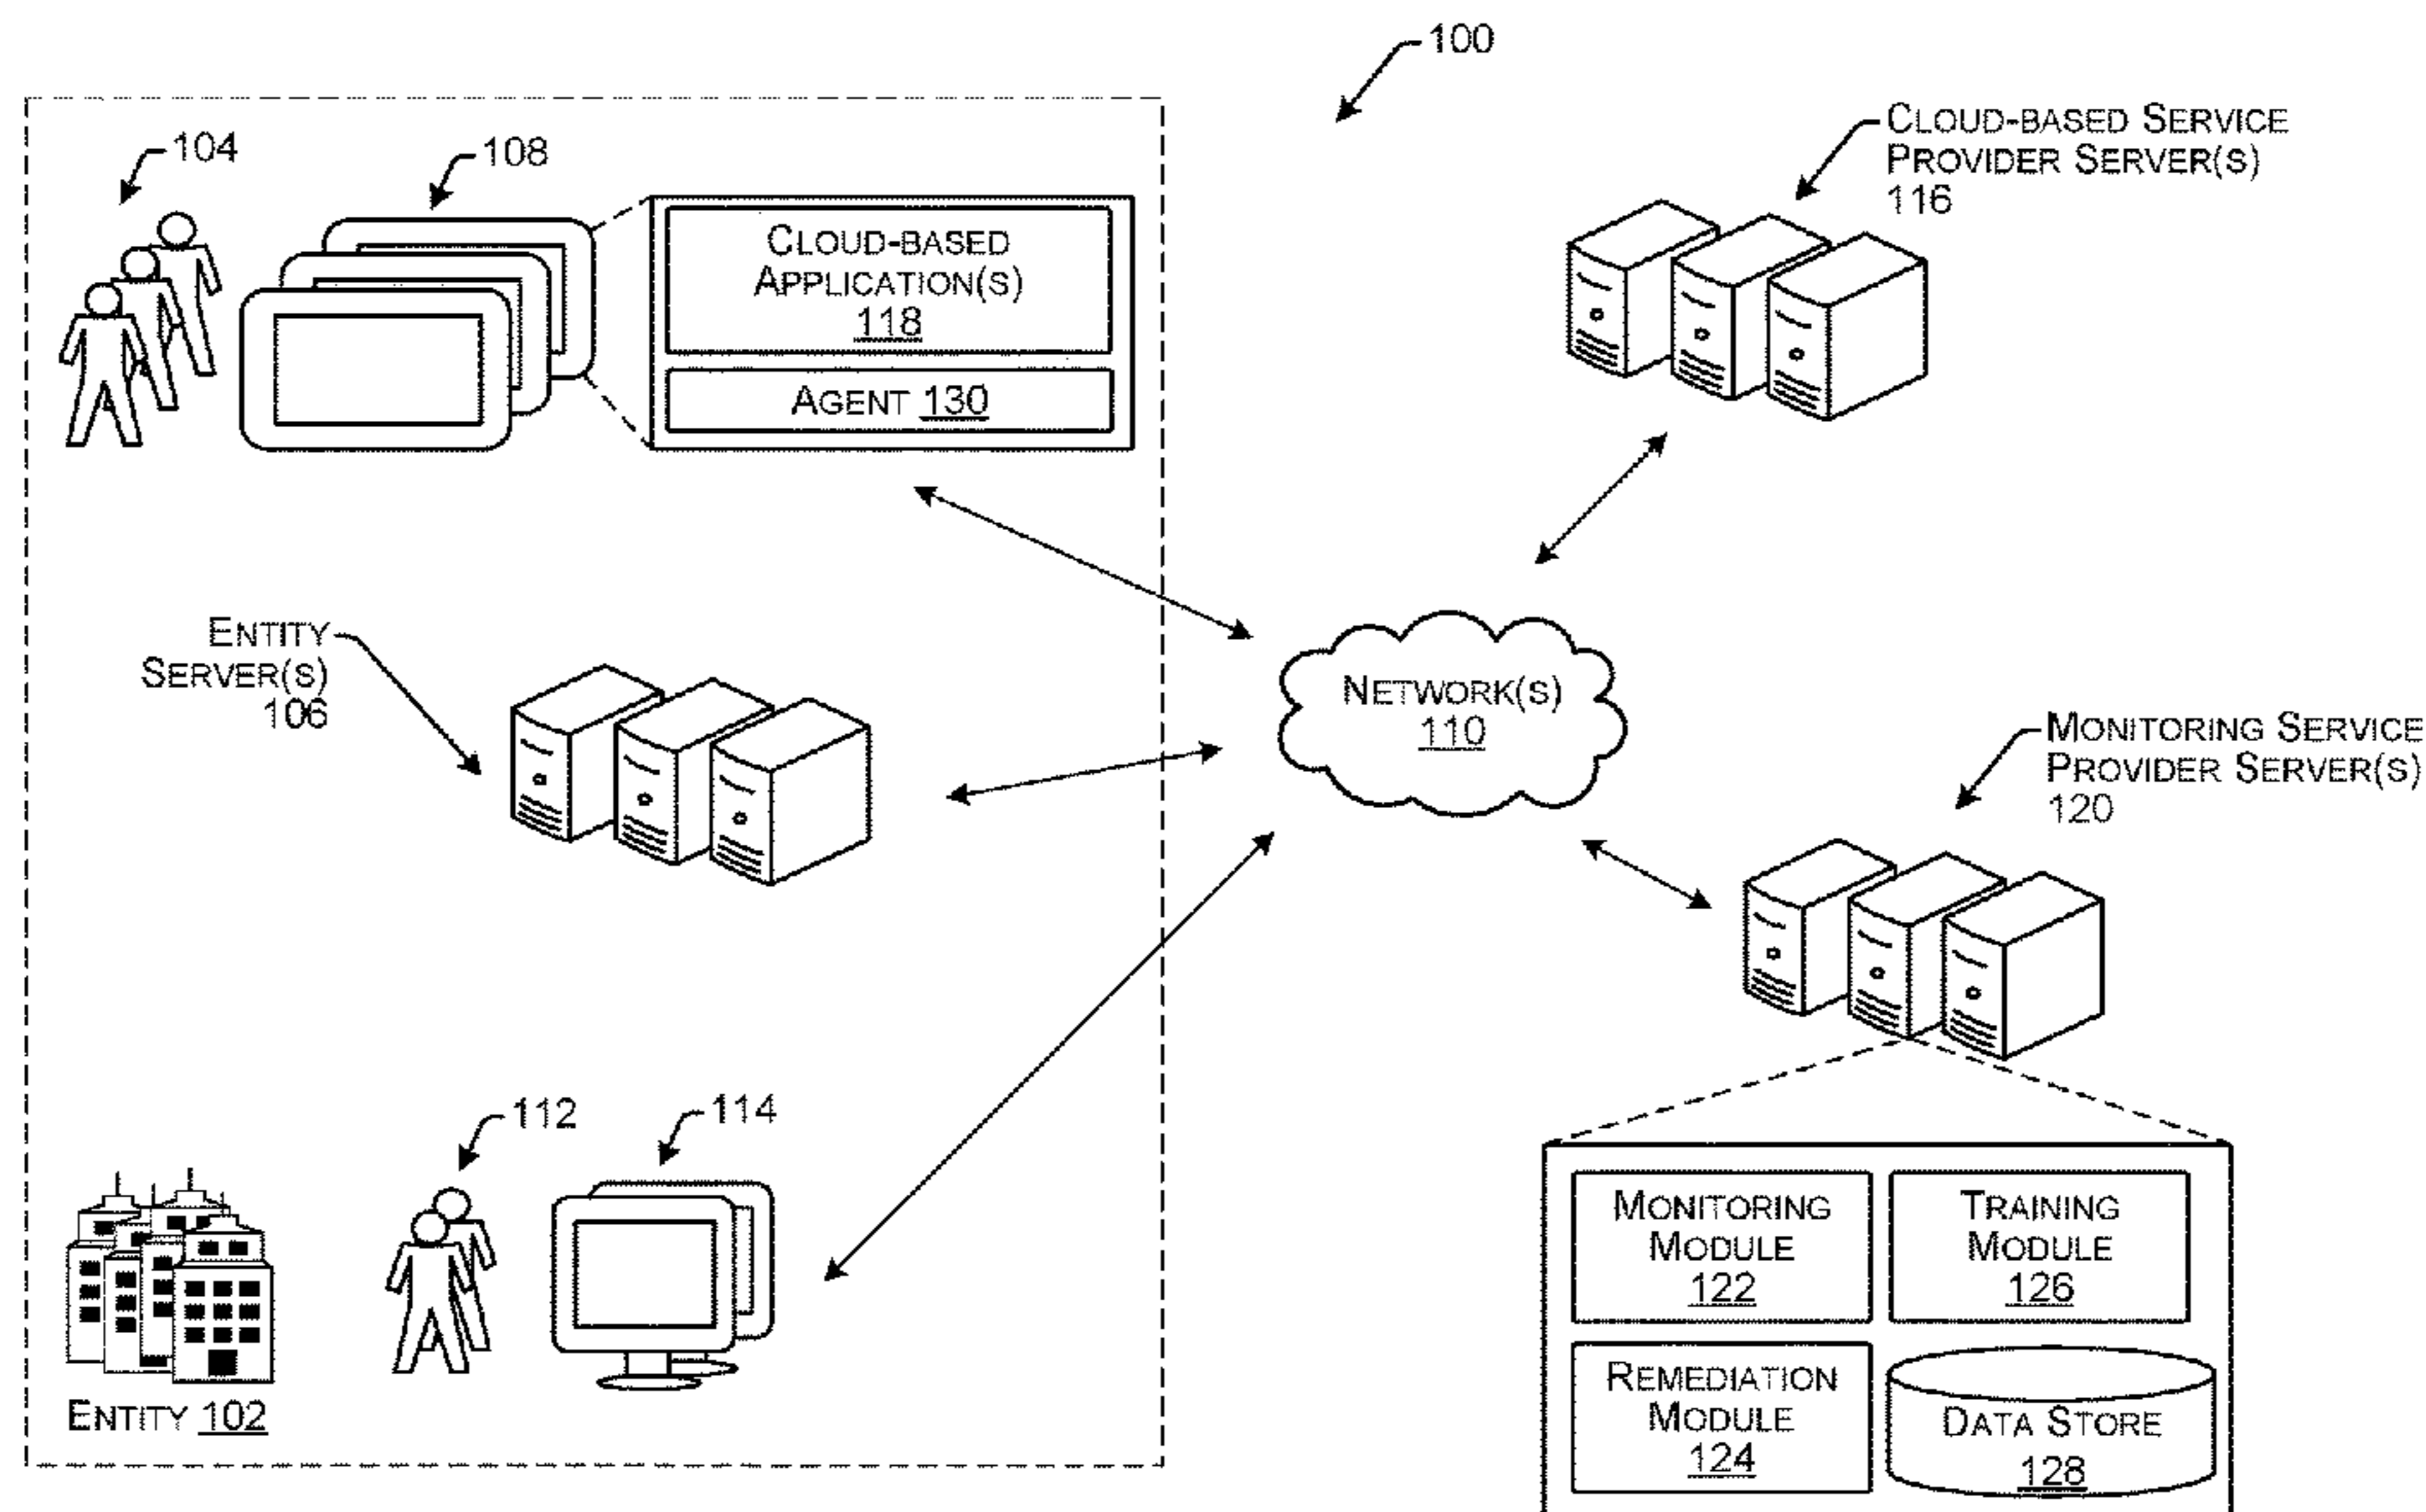 100
104
108
CLOUD-BASED
APPLICATION(S)
118
AGENT 130
CLOUD-BASED SERVICE
PROVIDER SERVER(S)
116
ENTITY
SERVER(S)
106
NETWORK(S)
110
MONITORING SERVICE
PROVIDER SERVER(S)
120
112
114
ENTITY 102
MONITORING
MODULE
122
TRAINING
MODULE
126
REMEDIATION
MODULE
124
DATA STORE
128